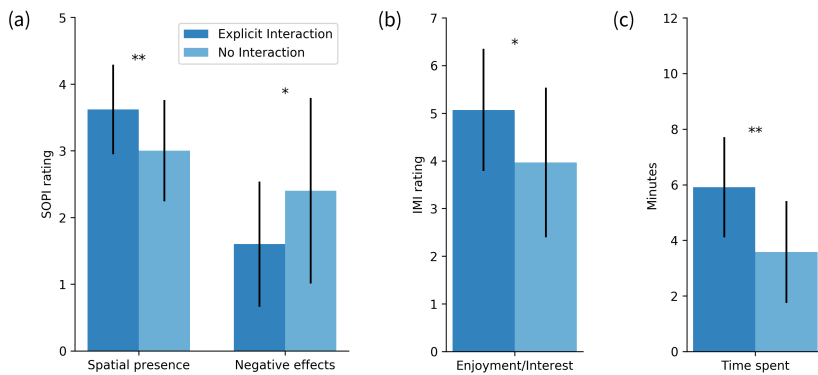 (a)
5
4
3
2
1
0
SOPI rating
Explicit Interaction
No Interaction
**
*
Spatial presence
Negative effects
(b)
7
6
5
4
3
2
1
0
IMI rating
*
Enjoyment/Interest
(c)
12
10
8
6
4
2
0
Minutes
**
Time spent